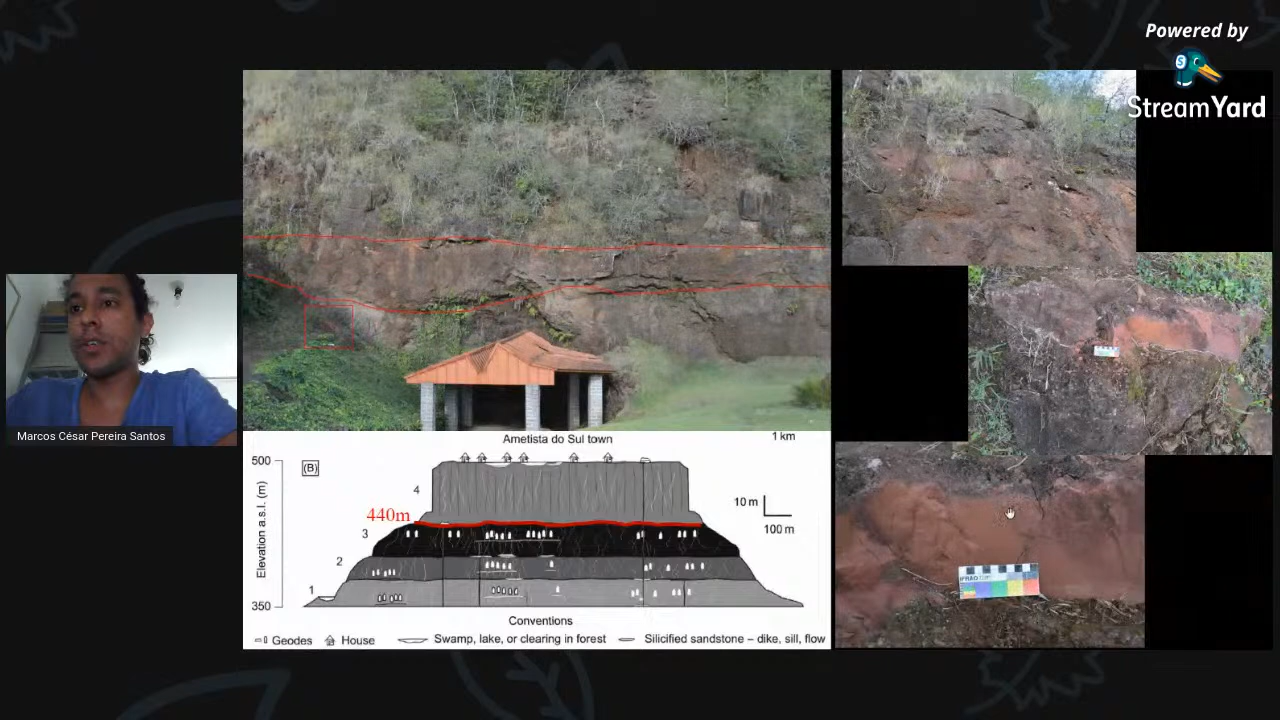 Powered by
StreamYard
Marcos César Pereira Santos
Ametista do Sul town
1 km
500
(B)
4
440m
10 m
100 m
3
Elevation a.s.l. (m)
2
1
350
Conventions
Geodes
House
Swamp, lake, or clearing in forest
Silicified sandstone – dike, sill, flow
IFRAO